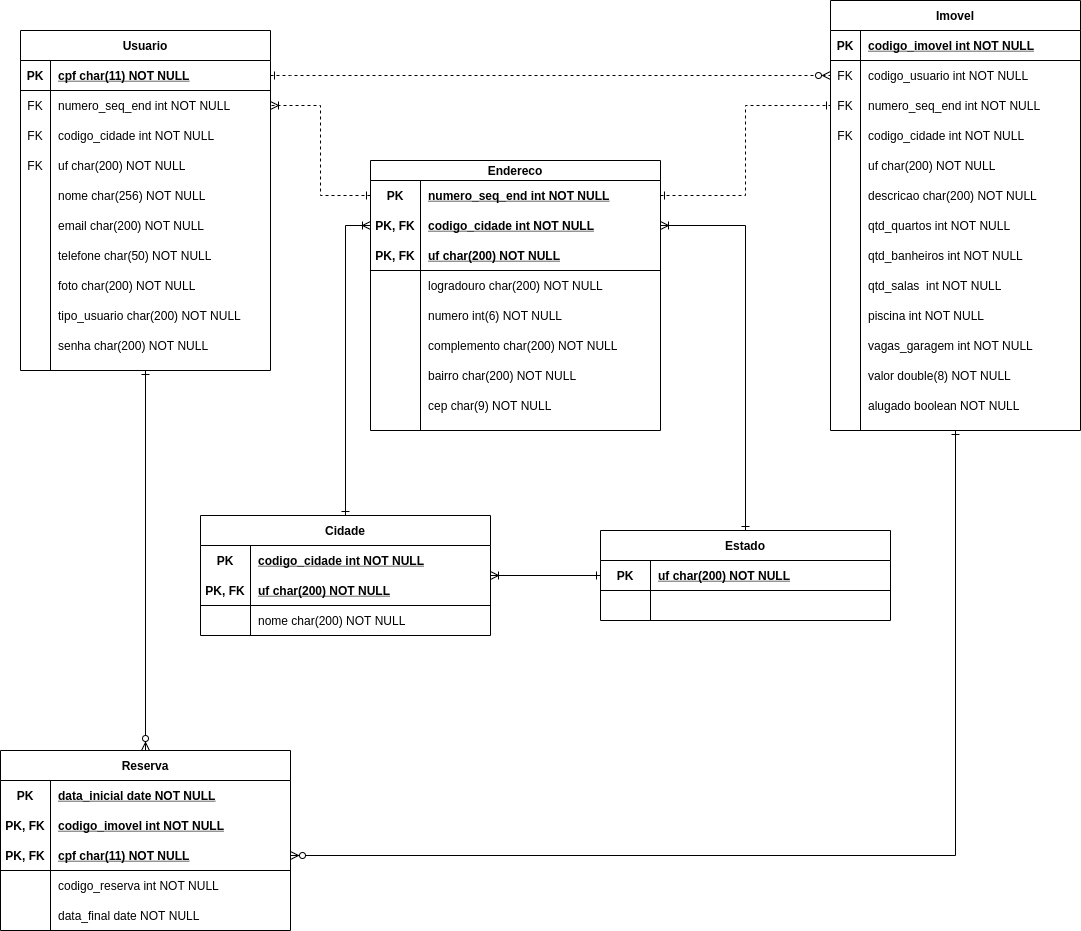 Usuario
PK cpf char(11) NOT NULL
FK numero_seq_end int NOT NULL
FK codigo_cidade int NOT NULL
FK uf char(200) NOT NULL
nome char(256) NOT NULL
email char(200) NOT NULL
telefone char(50) NOT NULL
foto char(200) NOT NULL
tipo_usuario char(200) NOT NULL
senha char(200) NOT NULL
Imovel
PK codigo_imovel int NOT NULL
FK codigo_usuario int NOT NULL
FK numero_seq_end int NOT NULL
FK codigo_cidade int NOT NULL
uf char(200) NOT NULL
descricao char(200) NOT NULL
qtd_quartos int NOT NULL
qtd_banheiros int NOT NULL
qtd_salas  int NOT NULL
piscina int NOT NULL
vagas_garagem int NOT NULL
valor double(8) NOT NULL
alugado boolean NOT NULL
Endereco
PK numero_seq_end int NOT NULL
PK, FK codigo_cidade int NOT NULL
PK, FK uf char(200) NOT NULL
logradouro char(200) NOT NULL
numero int(6) NOT NULL
complemento char(200) NOT NULL
bairro char(200) NOT NULL
cep char(9) NOT NULL
Cidade
PK codigo_cidade int NOT NULL
PK, FK uf char(200) NOT NULL
nome char(200) NOT NULL
Estado
PK uf char(200) NOT NULL
Reserva
PK data_inicial date NOT NULL
PK, FK codigo_imovel int NOT NULL
PK, FK cpf char(11) NOT NULL
codigo_reserva int NOT NULL
data_final date NOT NULL